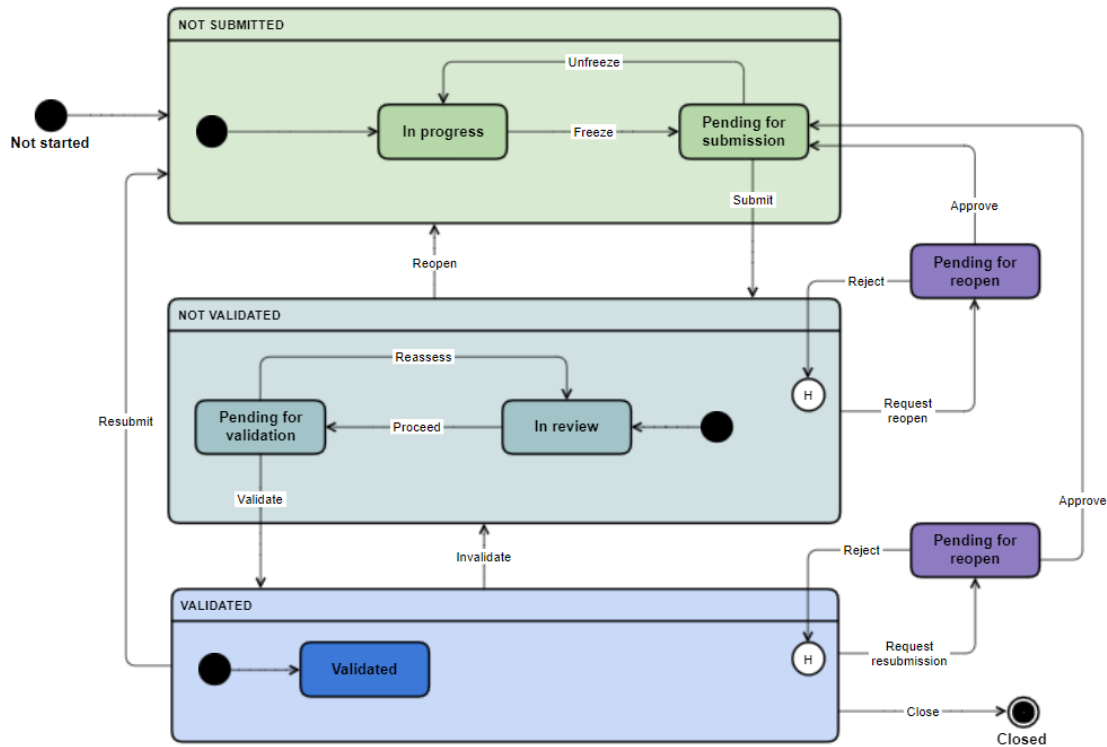 NOT SUBMITTED
Unfreeze
Not started
In progress
Freeze
Pending for
submission
Submit
Approve
Reopen
Pending for
reopen
Reject
NOT VALIDATED
Reassess
H
Request
reopen
Resubmit
Pending for
validation
Proceed
In review
Validate
Approve
Invalidate
Pending for
reopen
Reject
VALIDATED
Validated
H
Request
resubmission
Close
Closed